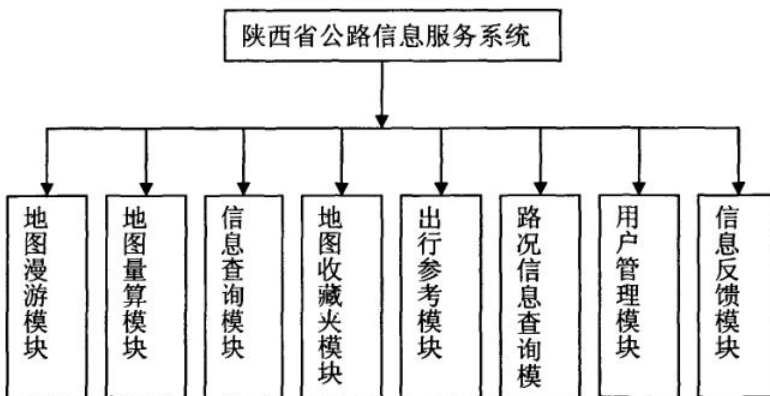 陕西省公路信息服务系统
地图漫游模块
地图量算模块
信息查询模块
地图收藏夹模块
出行参考模块
路况信息查询模
用户管理模块
信息反馈模块